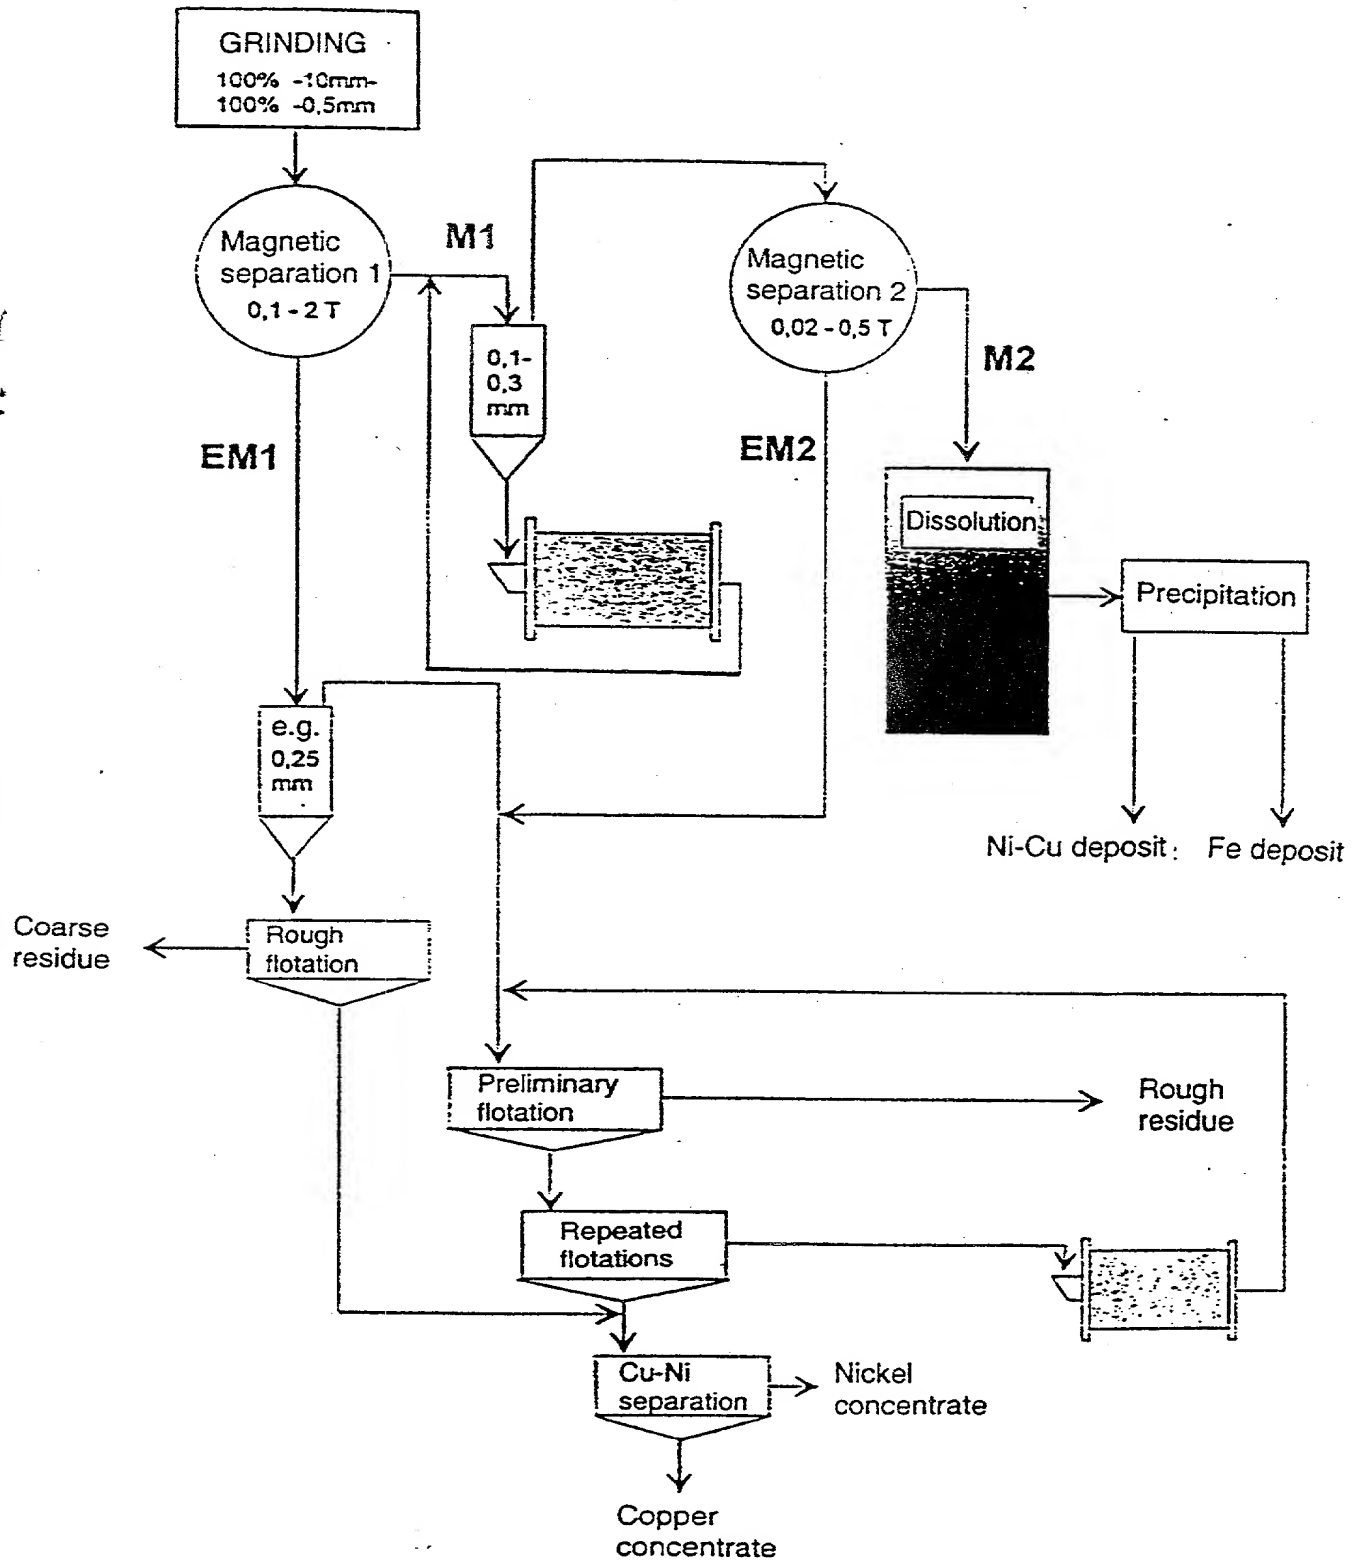 GRINDING
100% -10mm-
100% -0,5mm
Magnetic
separation 1
0,1-2 T
M1
Magnetic
separation 2
0,02-0,5 T
M2
0,1-
0,3
mm
EM1
EM2
Dissolution
Precipitation
e.g.
0,25
mm
Ni-Cu deposit:
Fe deposit
Coarse
residue
Rough
flotation
Preliminary
flotation
Rough
residue
Repeated
flotations
Cu-Ni
separation
Nickel
concentrate
Copper
concentrate